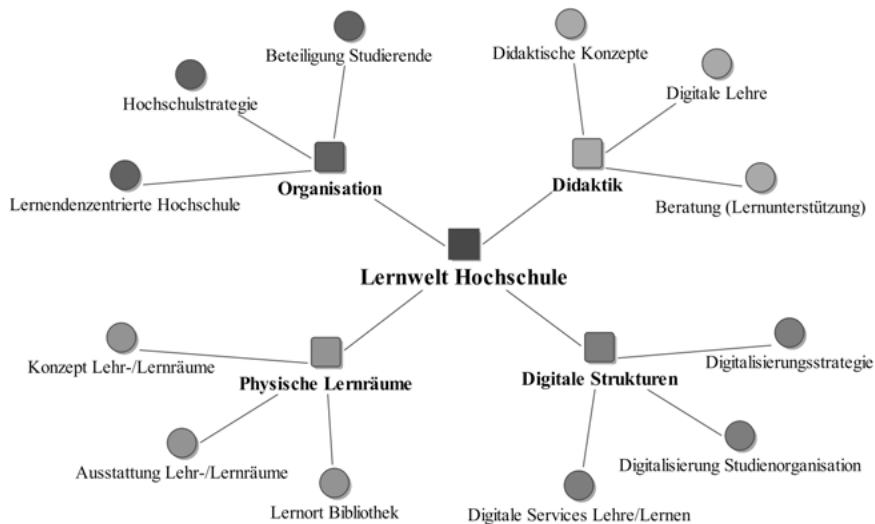 Beteiligung Studierende
Didaktische Konzepte
Hochschulstrategie
Digitale Lehre
Organisation
Didaktik
Lernendenzentrierte Hochschule
Beratung (Lernunterstützung)
Lernwelt Hochschule
Konzept Lehr-/Lernräume
Digitalisierungsstrategie
Physische Lernräume
Digitale Strukturen
Ausstattung Lehr-/Lernräume
Digitalisierung Studienorganisation
Lernort Bibliothek
Digitale Services Lehre/Lernen